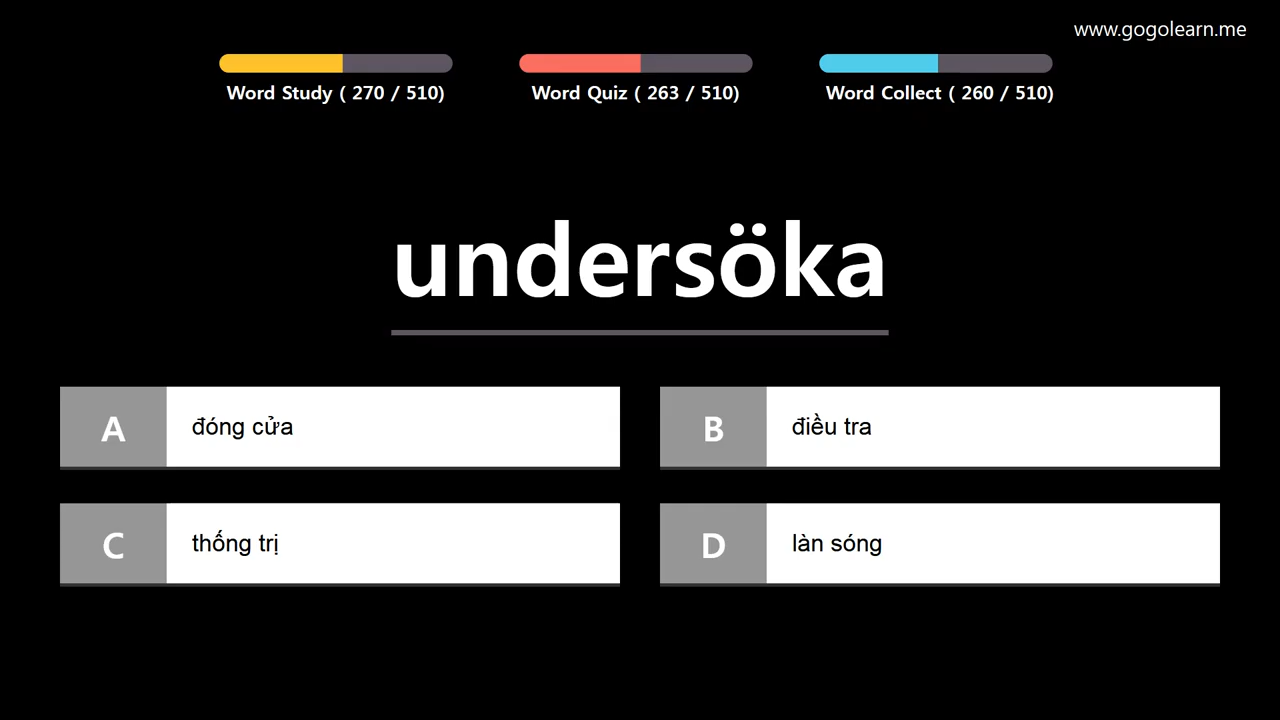 www.gogolearn.me
Word Study ( 270 / 510)
Word Quiz ( 263 / 510)
Word Collect ( 260 / 510)
undersöka
A
đóng cửa
B
điều tra
C
thống trị
D
làn sóng